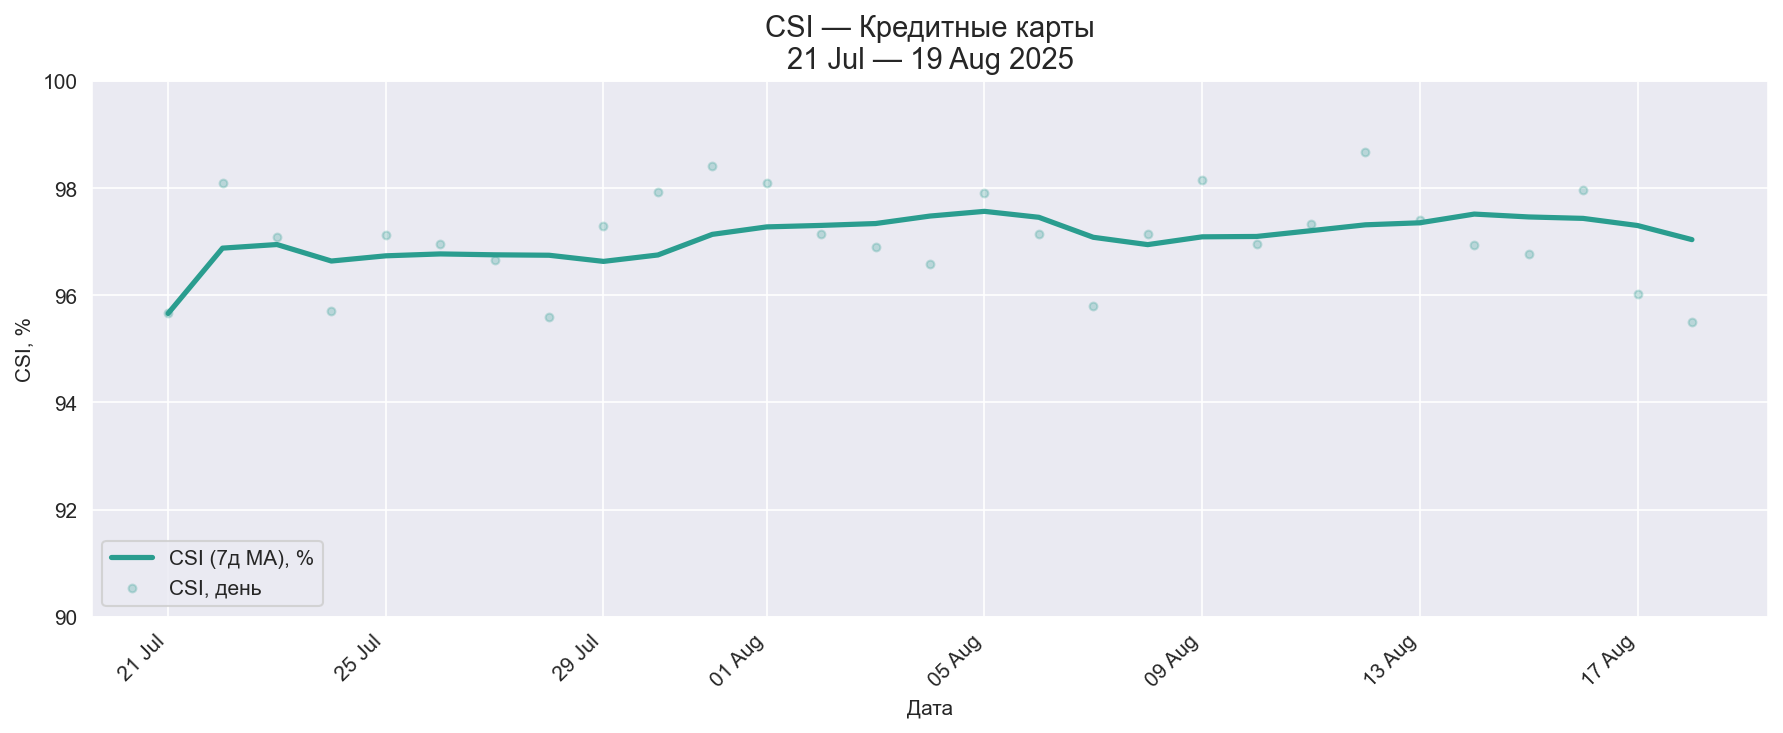 CSI — Кредитные карты
21 Jul — 19 Aug 2025
100
98
96
94
92
90
CSI, %
CSI (7д MA), %
CSI, день
21 Jul
25 Jul
29 Jul
01 Aug
05 Aug
09 Aug
13 Aug
17 Aug
Дата